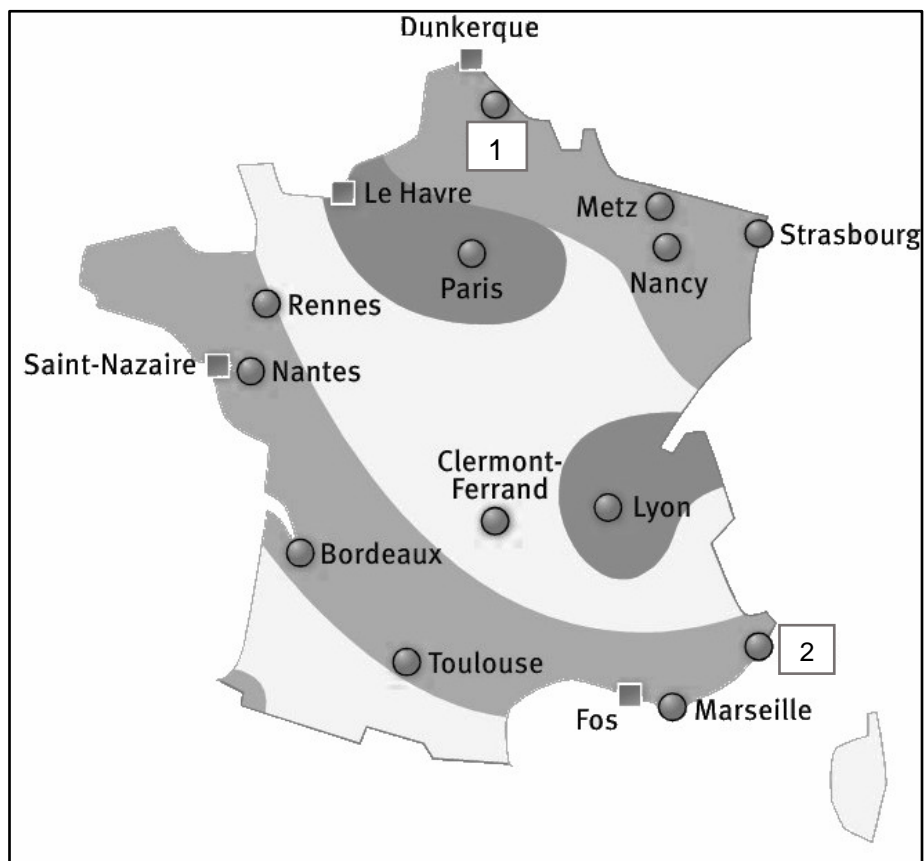 Dunkerque
1
Le Havre
Metz
Strasbourg
Paris
Nancy
Rennes
Saint-Nazaire
Nantes
Clermont-
Ferrand
Lyon
Bordeaux
2
Toulouse
Fos
Marseille